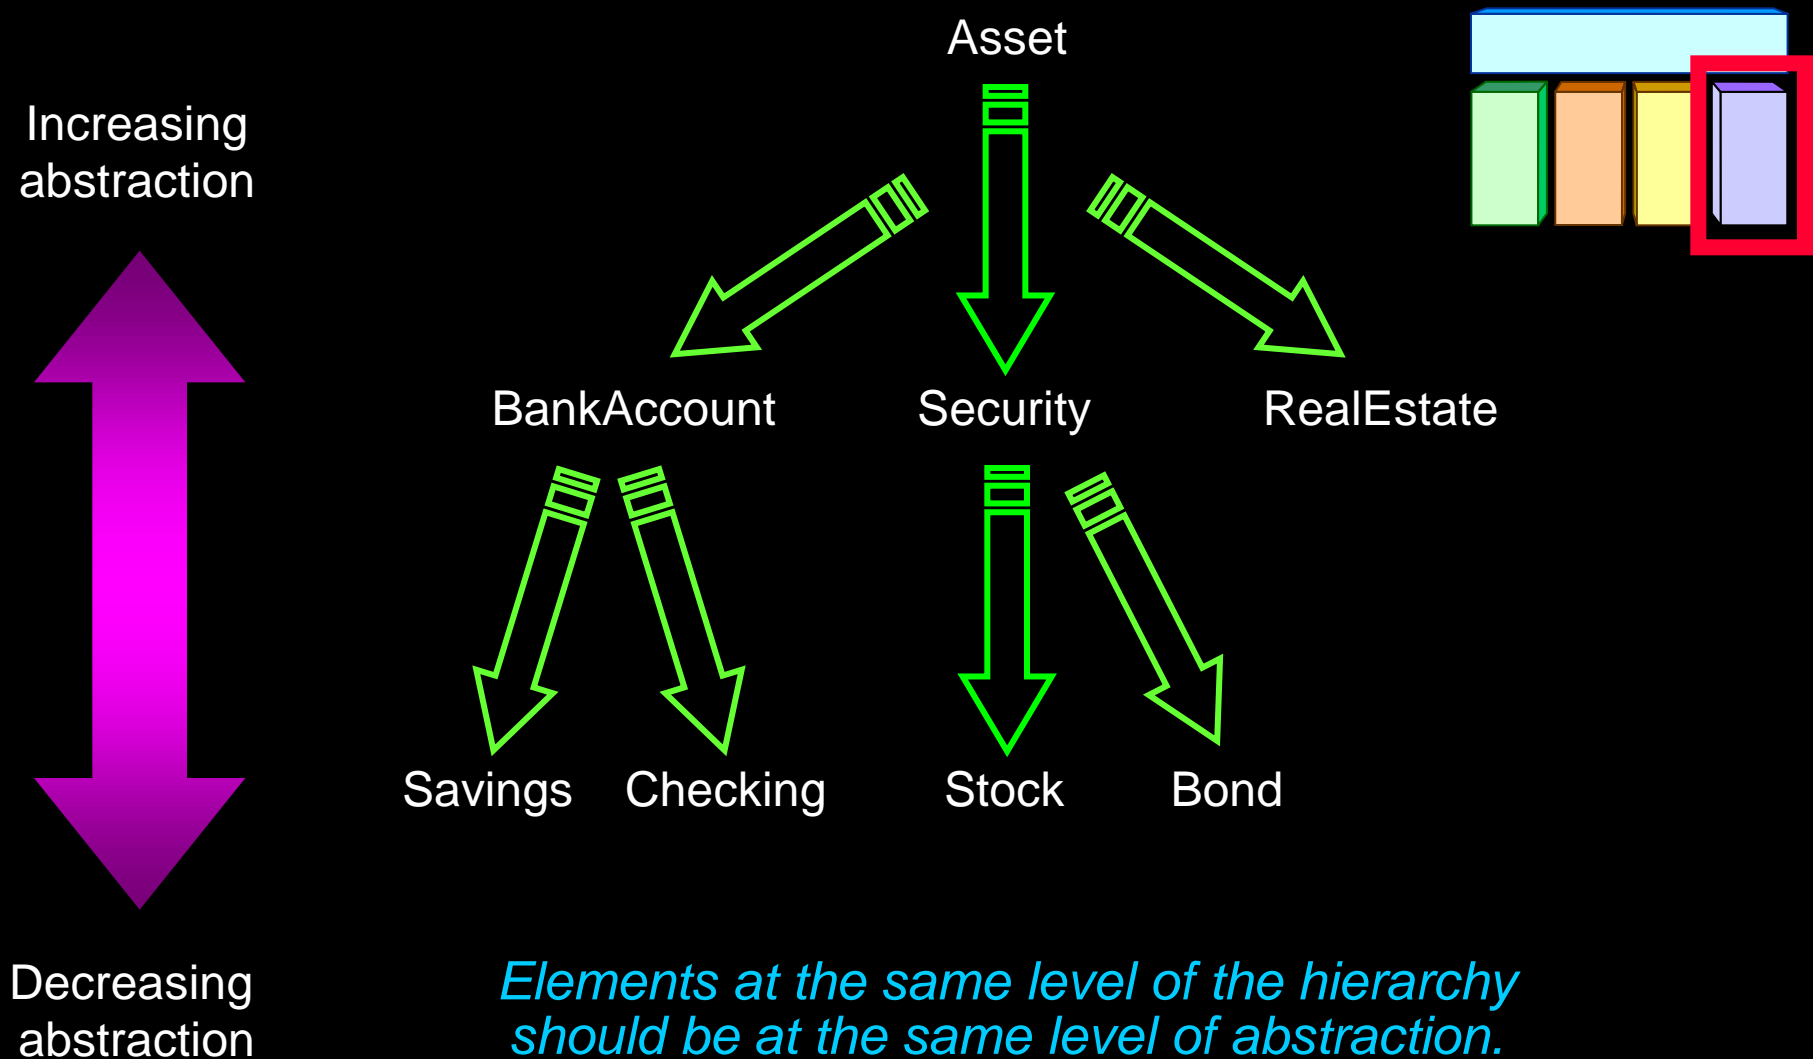 Asset
Increasing
abstraction
BankAccount
Security
RealEstate
Savings
Checking
Stock
Bond
Decreasing
abstraction
Elements at the same level of the hierarchy
should be at the same level of abstraction.